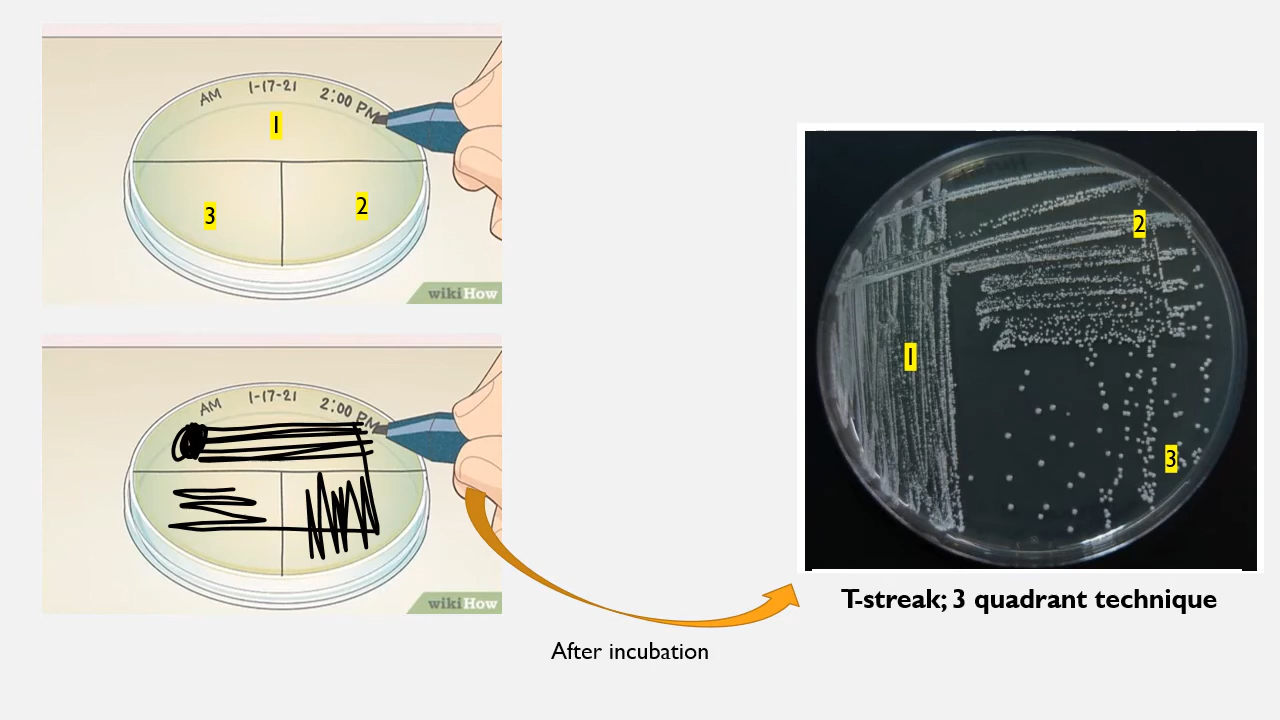 AM 1-17-21 2:00 PM
1
3
2
wikiHow
AM 1-17-21 2:00 PM
wikiHow
2
1
3
T-streak; 3 quadrant technique
After incubation